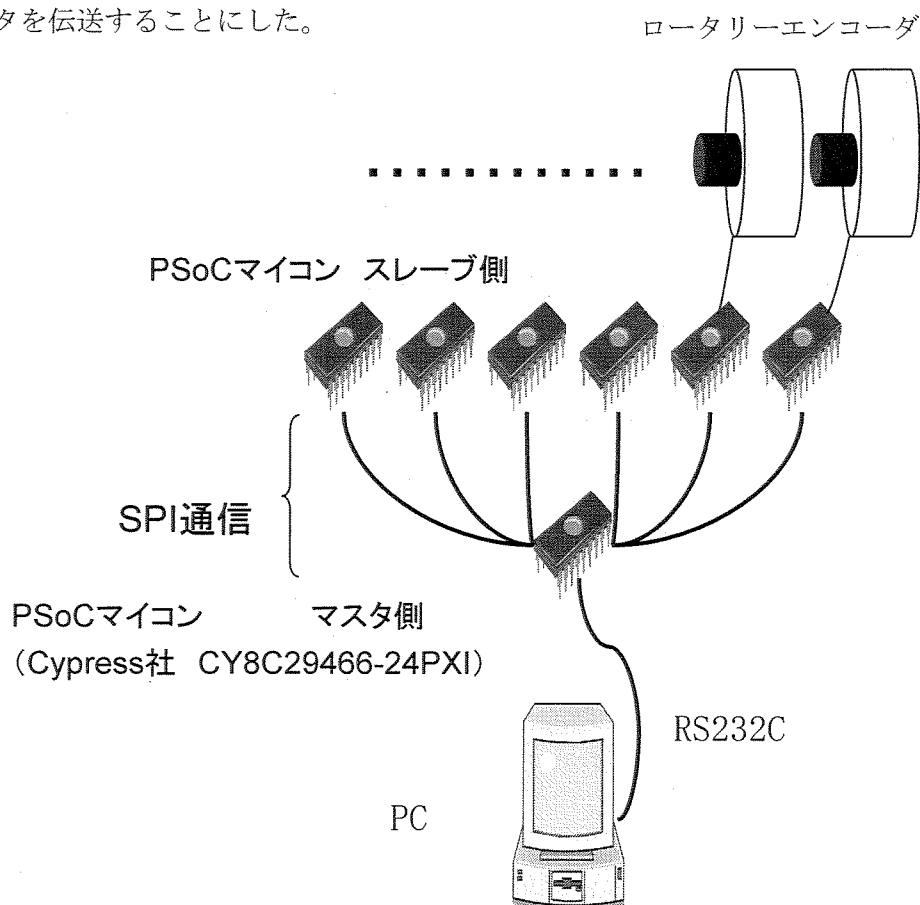 タを伝送することにした。
ロータリーエンコーダ
PSoCマイコン スレーブ側
SPI通信
PSoCマイコン マスタ側
(Cypress社 CY8C29466-24PXI)
RS232C
PC